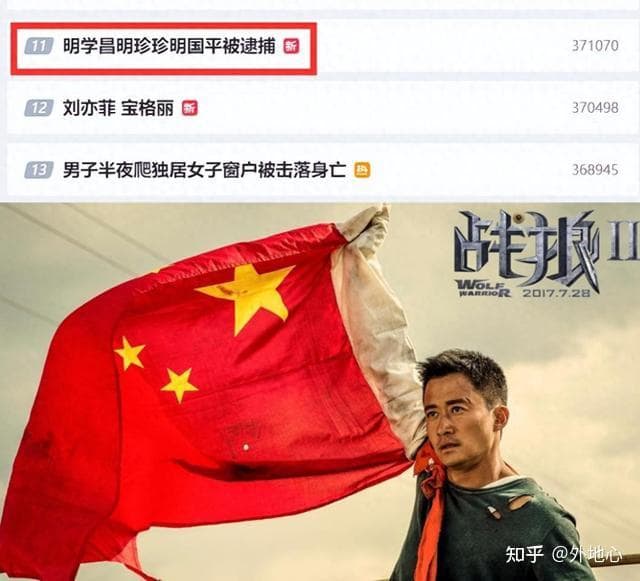 11 明学昌明珍珍明国平被逮捕 新 371070
12 刘亦菲 宝格丽 新 370498
13 男子半夜爬独居女子窗户被击落身亡 热 368945
战狼II
WOLF
WARRIOR 2017.7.28
知乎 @外地心